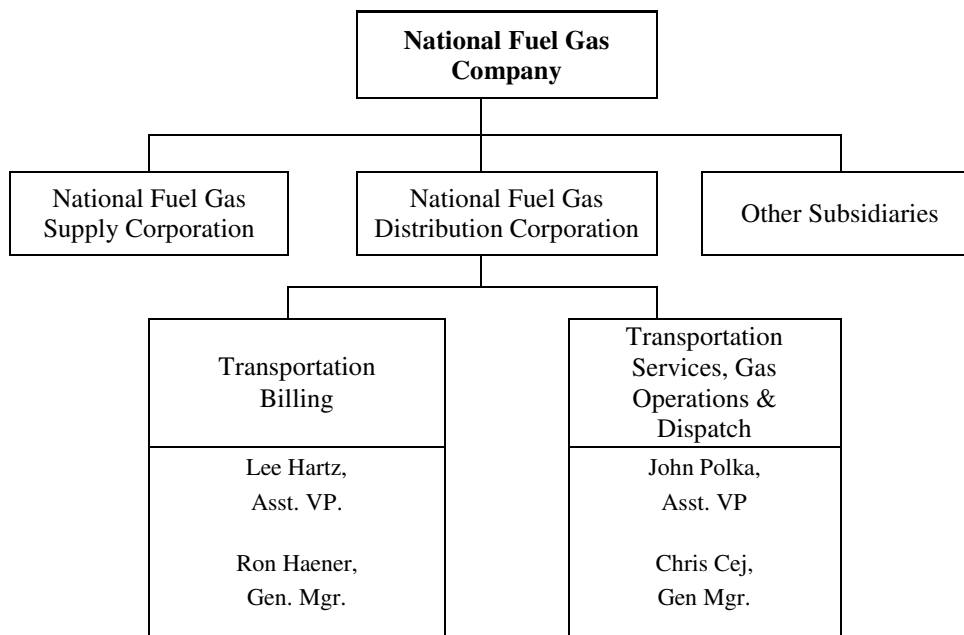 National Fuel Gas
Company
National Fuel Gas
Supply Corporation
National Fuel Gas
Distribution Corporation
Other Subsidiaries
Transportation
Billing
Transportation
Services, Gas
Operations &
Dispatch
Lee Hartz,
Asst. VP.
Ron Haener,
Gen. Mgr.
John Polka,
Asst. VP
Chris Cej,
Gen Mgr.